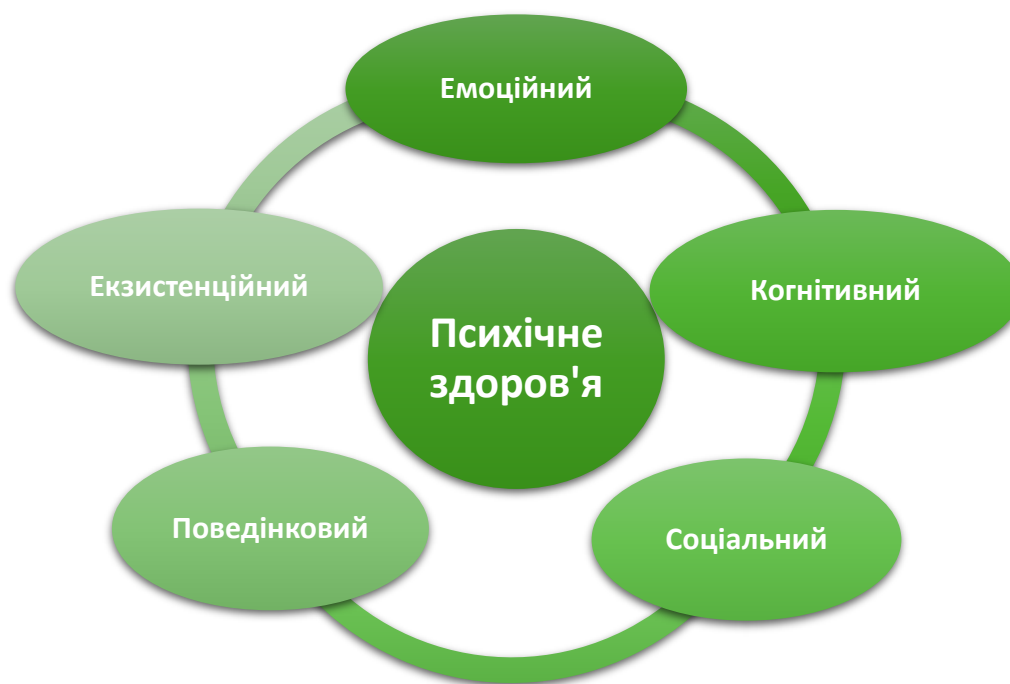 Емоційний
Когнітивний
Соціальний
Поведінковий
Екзистенційний
Психічне
здоров'я